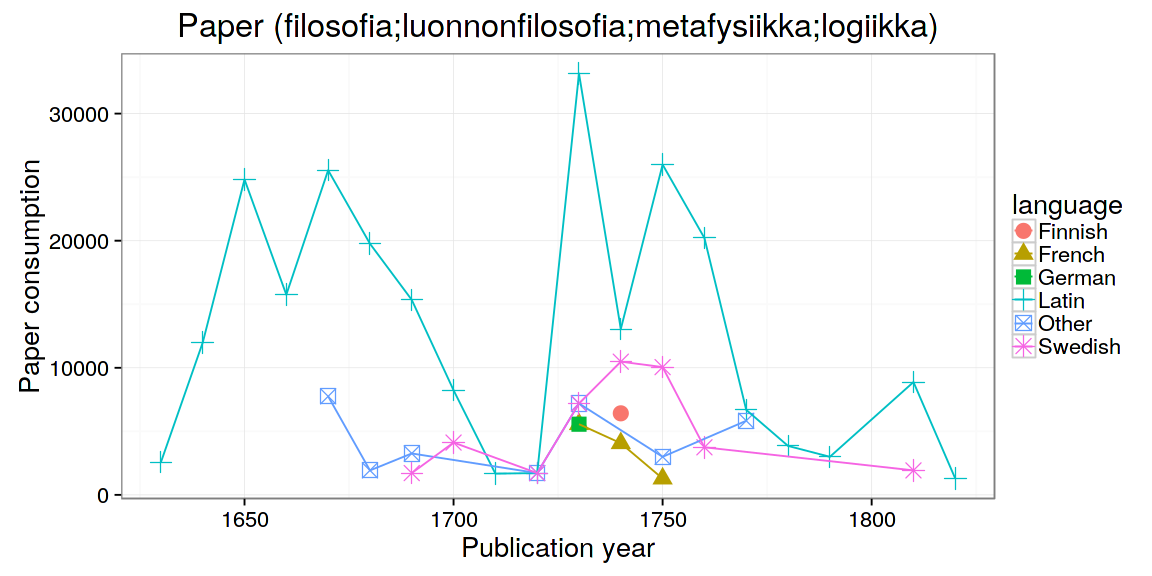 Paper (filosofia;luonnonfilosofia;metafysiikka;logiikka)
Paper consumption
30000
20000
10000
0
1650
1700
1750
1800
Publication year
language
Finnish
French
German
Latin
Other
Swedish